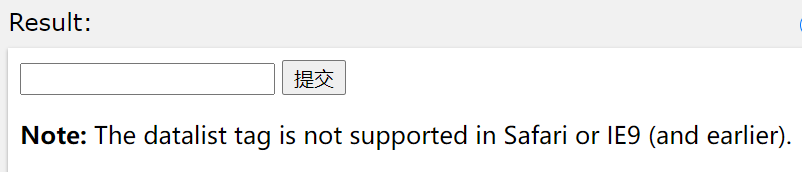 Result:
提交
Note: The datalist tag is not supported in Safari or IE9 (and earlier).